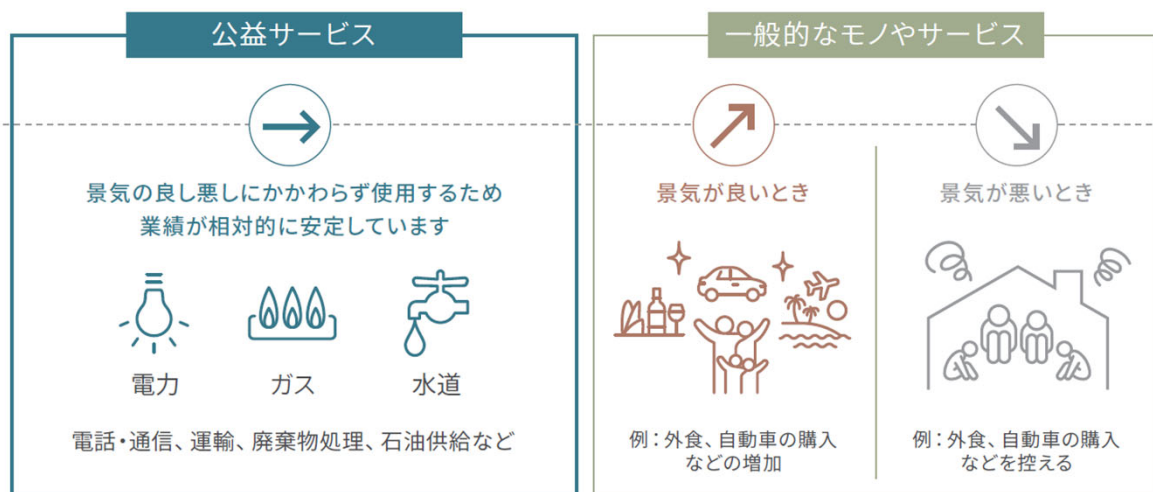 公益サービス
景気の良し悪しにかかわらず使用するため
業績が相対的に安定しています
電力
ガス
水道
電話・通信、運輸、廃棄物処理、石油供給など
一般的なモノやサービス
景気が良いとき
例：外食、自動車の購入
などの増加
景気が悪いとき
例：外食、自動車の購入
などを控える